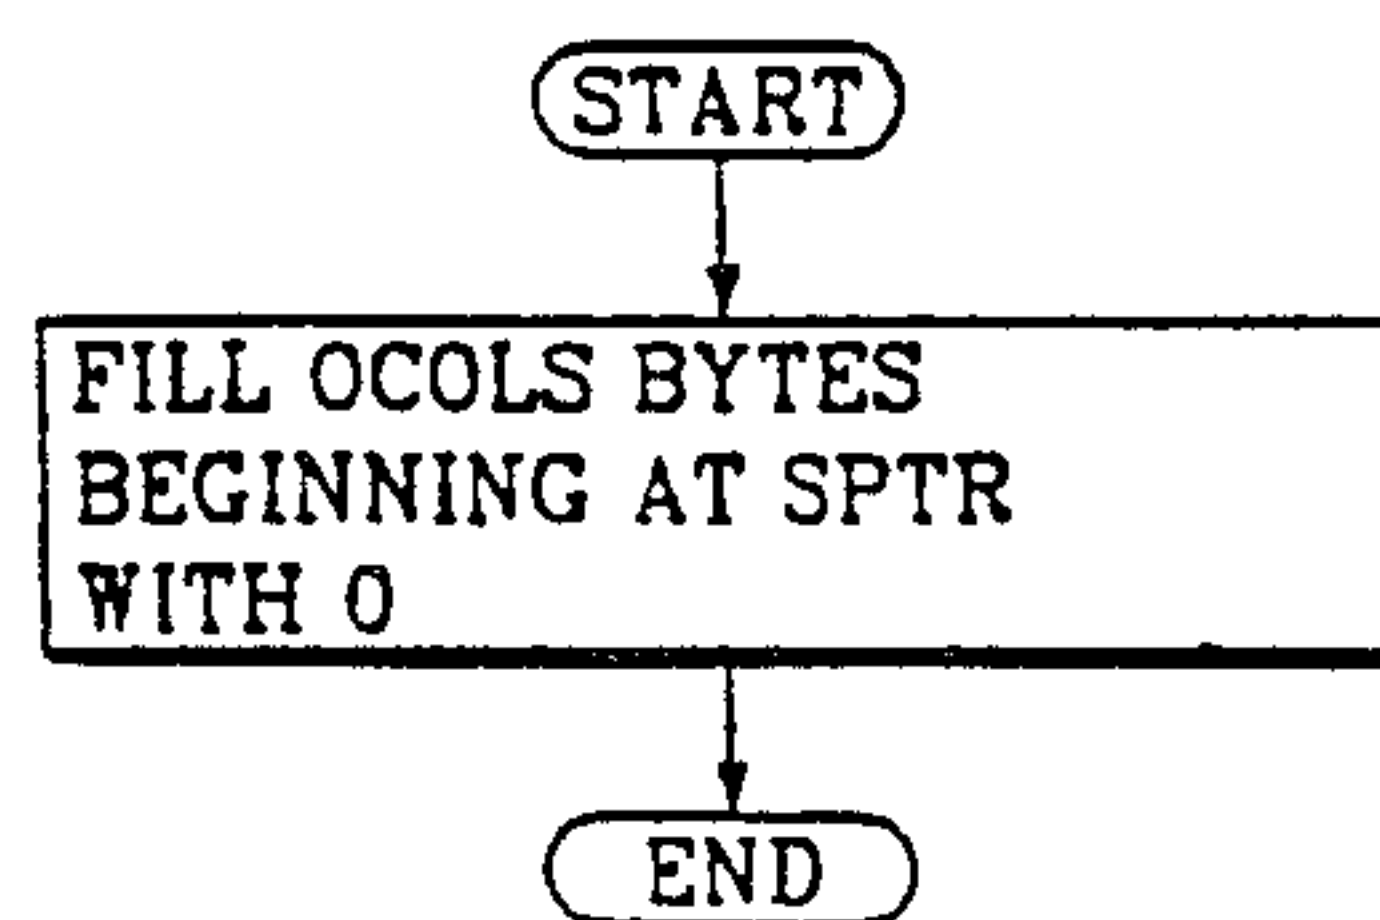 START
FILL OCOLS BYTES
BEGINNING AT SPTR
WITH 0
END